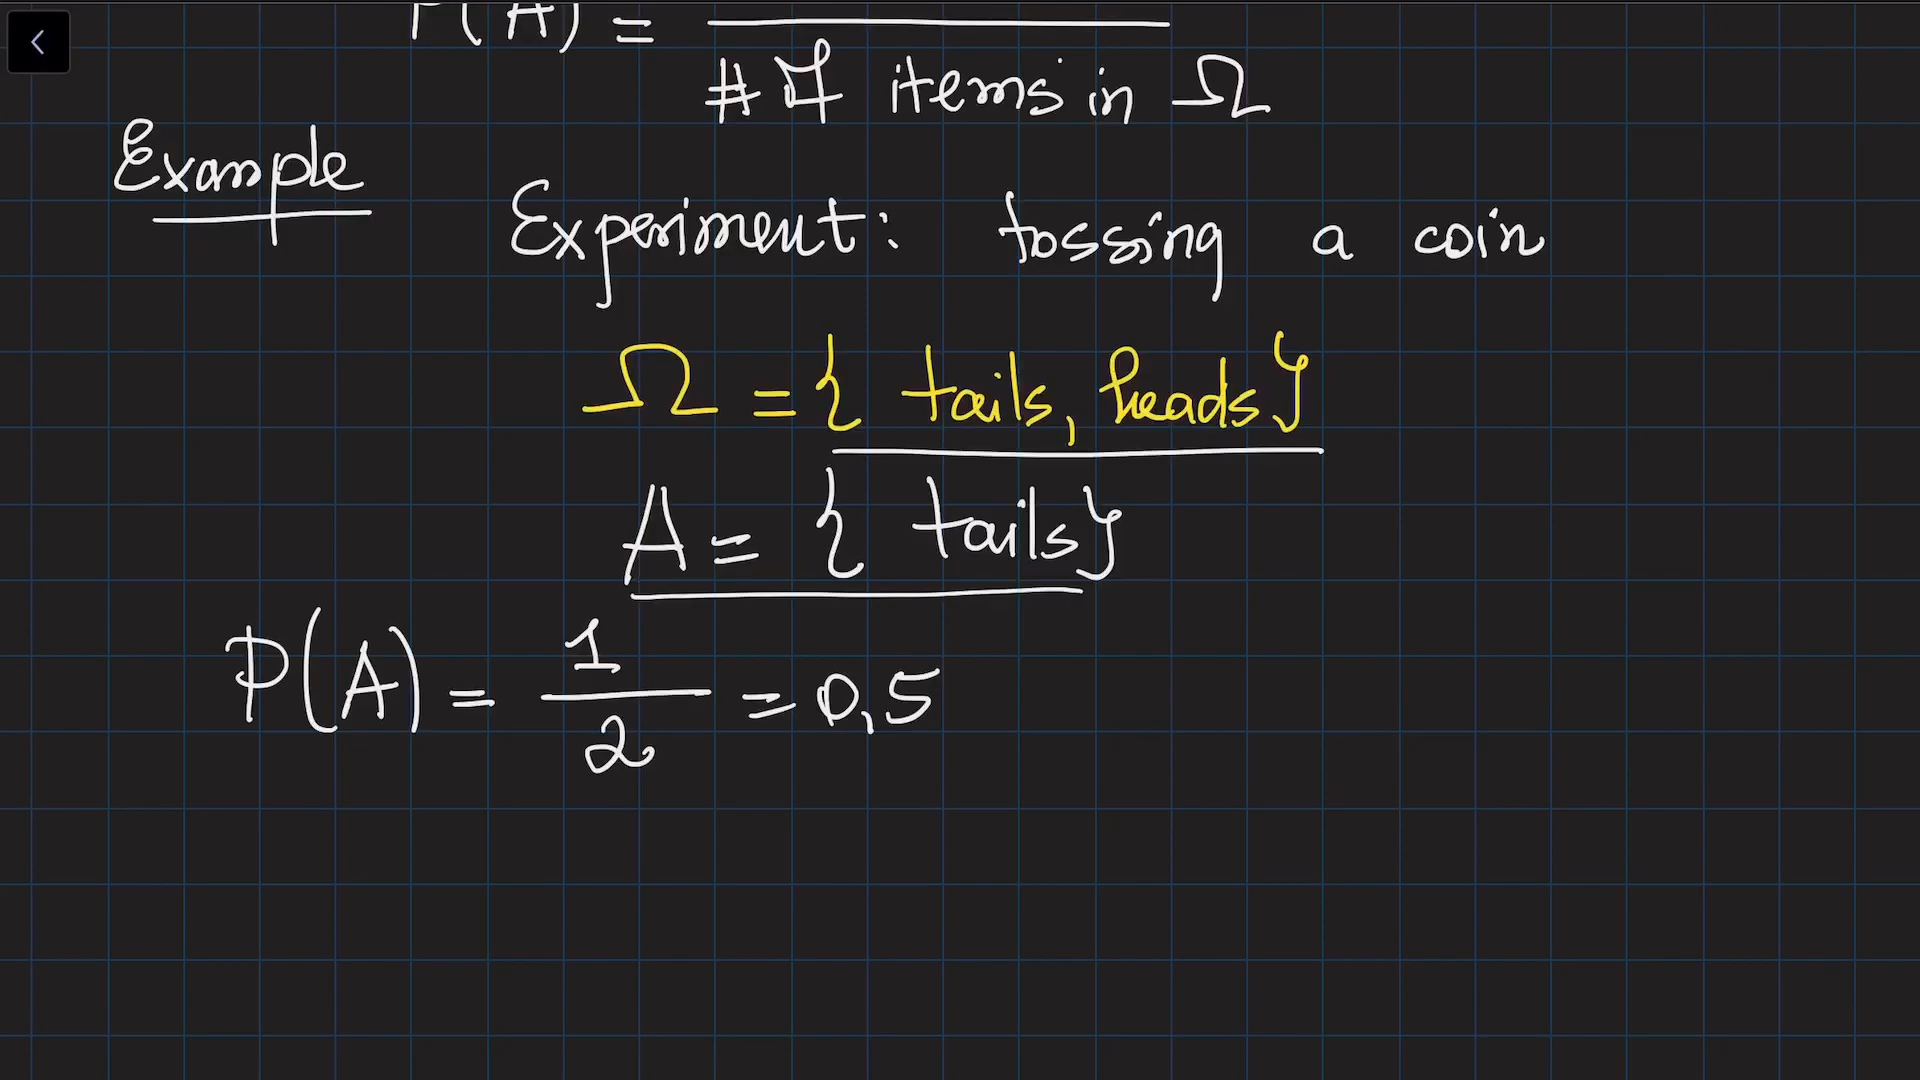 P(A) =
# of items in Ω
Example
Experiment: tossing a coin
Ω = { tails, heads}
A = { tails}
P(A) = 1/2 = 0,5